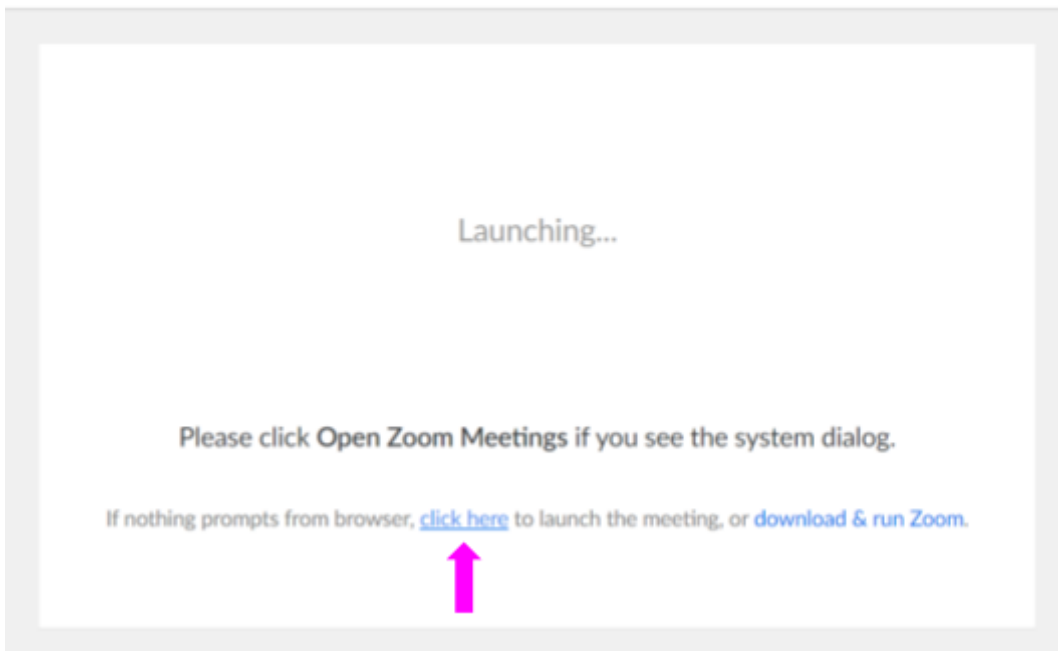 Launching...
Please click Open Zoom Meetings if you see the system dialog.
If nothing prompts from browser, click here to launch the meeting, or download & run Zoom.